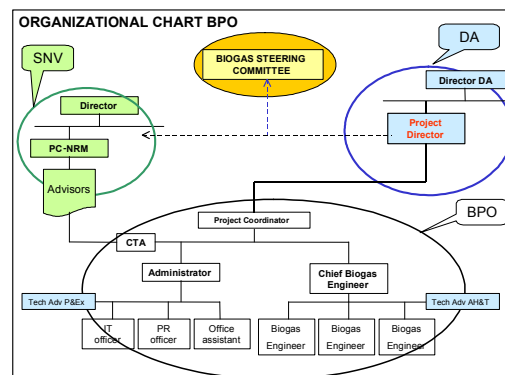 ORGANIZATIONAL CHART BPO
SNV
DA
BIOGAS STEERING
COMMITTEE
Director DA
Director
Project
Director
PC-NRM
Advisors
BPO
Project Coordinator
CTA
Administrator
Chief Biogas
Engineer
Tech Adv P&Ex
Tech Adv AH&T
IT
officer
PR
officer
Office
assistant
Biogas
Engineer
Biogas
Engineer
Biogas
Engineer